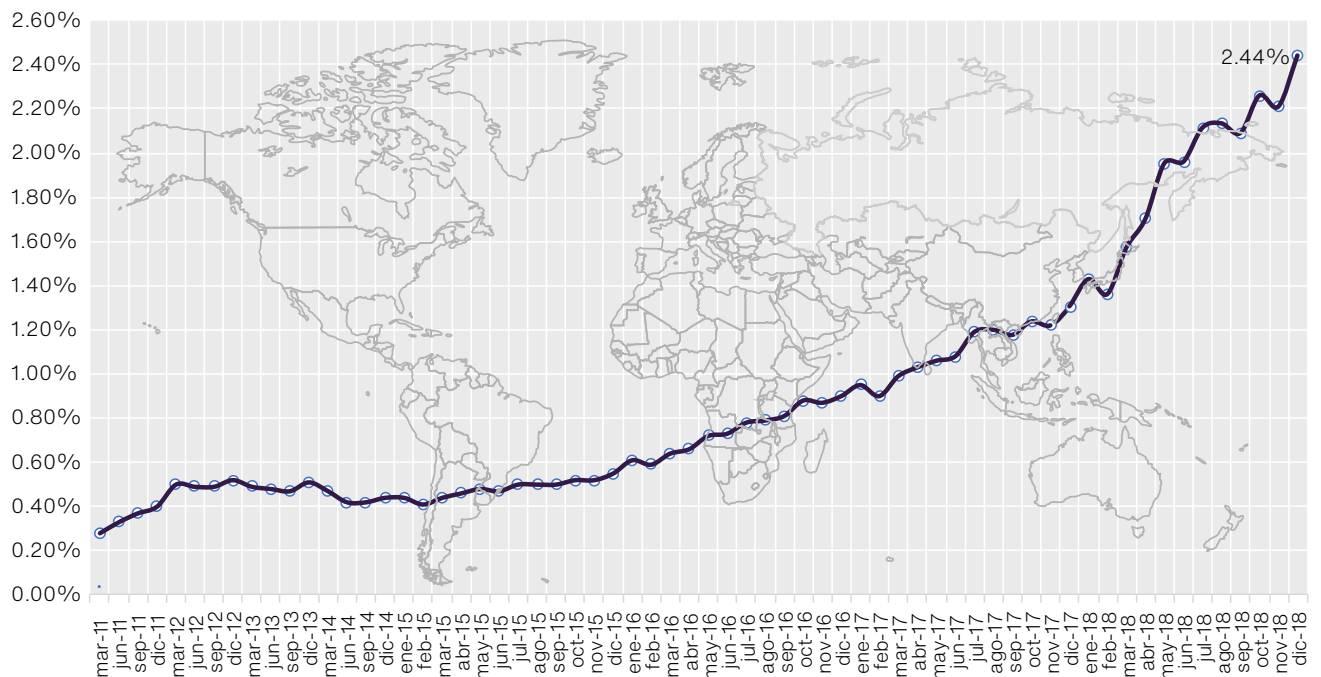 2.60%
2.40%
2.20%
2.00%
1.80%
1.60%
1.40%
1.20%
1.00%
0.80%
0.60%
0.40%
0.20%
0.00%
2.44%
mar-11
jun-11
sep-11
dic-11
mar-12
jun-12
sep-12
dic-12
mar-13
jun-13
sep-13
dic-13
mar-14
jun-14
sep-14
dic-14
ene-15
feb-15
mar-15
abr-15
may-15
jun-15
jul-15
ago-15
sep-15
oct-15
nov-15
dic-15
ene-16
feb-16
mar-16
abr-16
may-16
jun-16
jul-16
ago-16
sep-16
oct-16
nov-16
dic-16
ene-17
feb-17
mar-17
abr-17
may-17
jun-17
jul-17
ago-17
sep-17
oct-17
nov-17
dic-17
ene-18
feb-18
mar-18
abr-18
may-18
jun-18
jul-18
ago-18
sep-18
oct-18
nov-18
dic-18